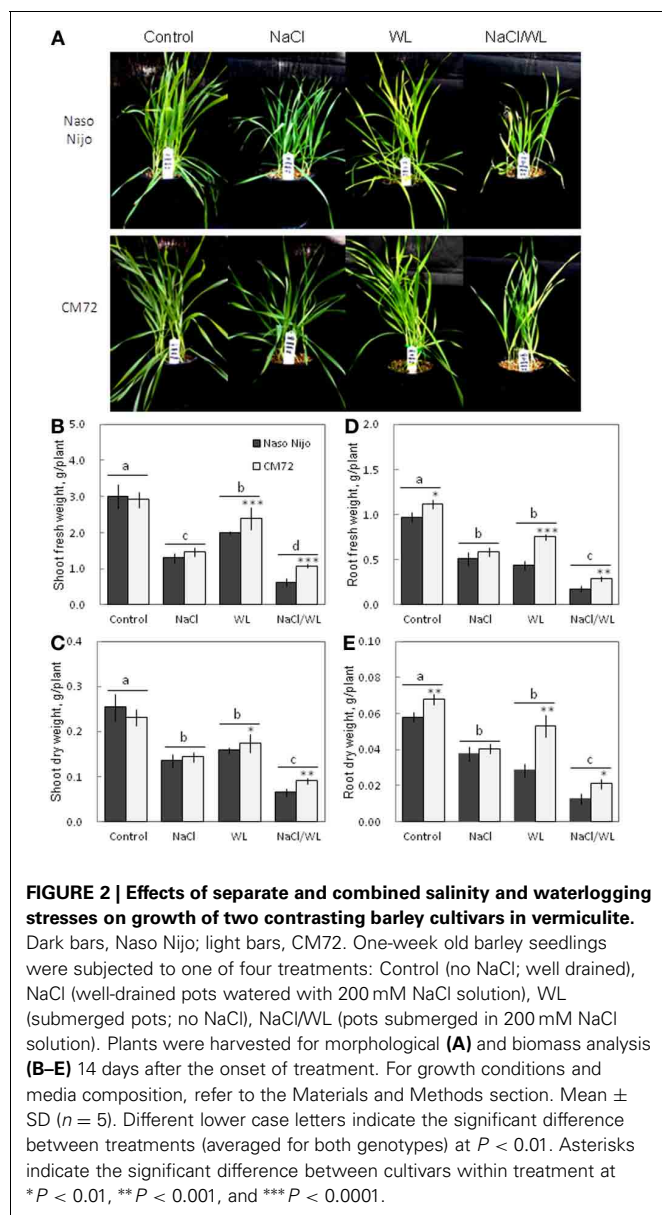 A
Control NaCl WL NaCl/WL
Naso
Nijo
CM72
B
Shoot fresh weight, g/plant
5.0
4.0
3.0
2.0
1.0
0.0
Naso Nijo
CM72
a
c
b
***
d
***
Control NaCl WL NaCl/WL
D
Root fresh weight, g/plant
2.0
1.5
1.0
0.5
0.0
a
*
b
b
***
c
**
Control NaCl WL NaCl/WL
C
Shoot dry weight, g/plant
0.4
0.3
0.2
0.1
0.0
a
b
b
*
c
**
Control NaCl WL NaCl/WL
E
Root dry weight, g/plant
0.10
0.08
0.06
0.04
0.02
0
a
**
b
b
**
c
*
Control NaCl WL NaCl/WL
FIGURE 2 | Effects of separate and combined salinity and waterlogging
stresses on growth of two contrasting barley cultivars in vermiculite.
Dark bars, Naso Nijo; light bars, CM72. One-week old barley seedlings
were subjected to one of four treatments: Control (no NaCl; well drained),
NaCl (well-drained pots watered with 200 mM NaCl solution), WL
(submerged pots; no NaCl), NaCl/WL (pots submerged in 200 mM NaCl
solution). Plants were harvested for morphological (A) and biomass analysis
(B–E) 14 days after the onset of treatment. For growth conditions and
media composition, refer to the Materials and Methods section. Mean ±
SD (n = 5). Different lower case letters indicate the significant difference
between treatments (averaged for both genotypes) at P < 0.01. Asterisks
indicate the significant difference between cultivars within treatment at
*P < 0.01, **P < 0.001, and ***P < 0.0001.